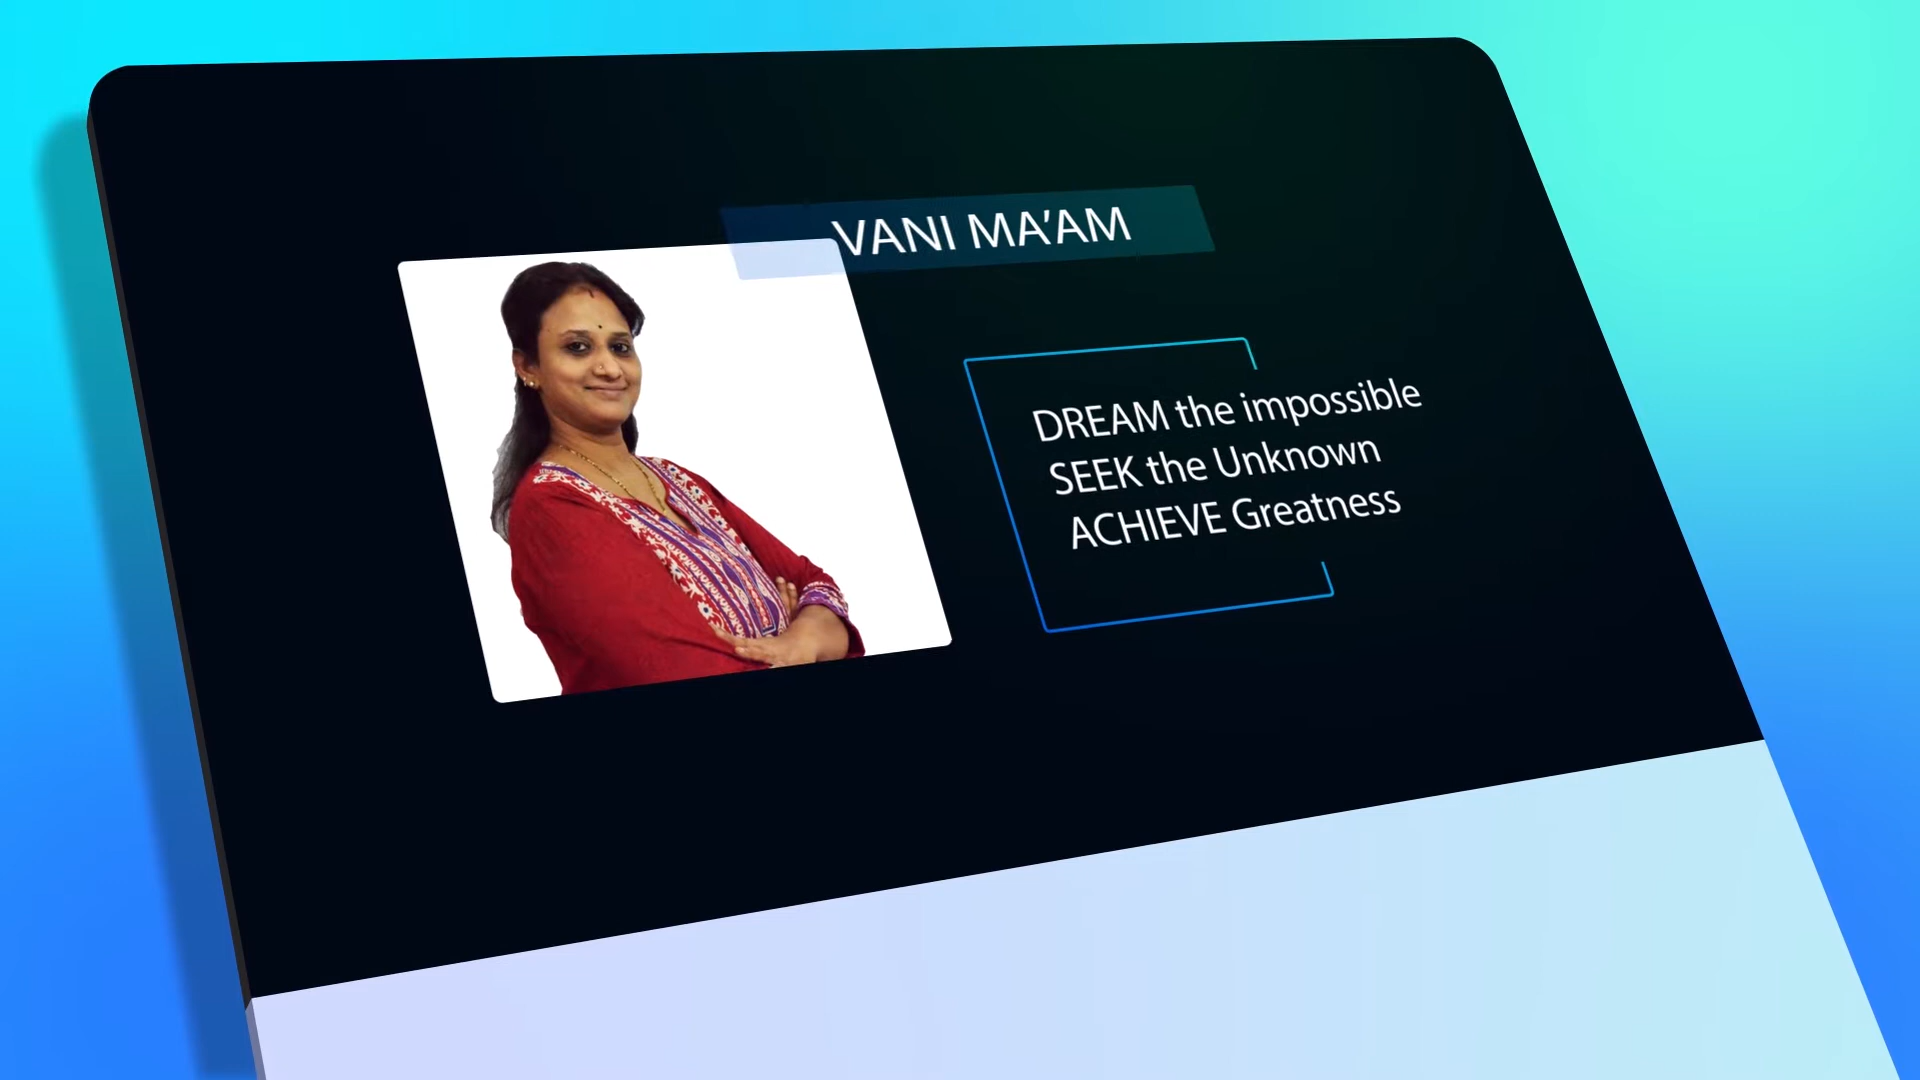 VANI MA’AM
DREAM the impossible
SEEK the Unknown
ACHIEVE Greatness